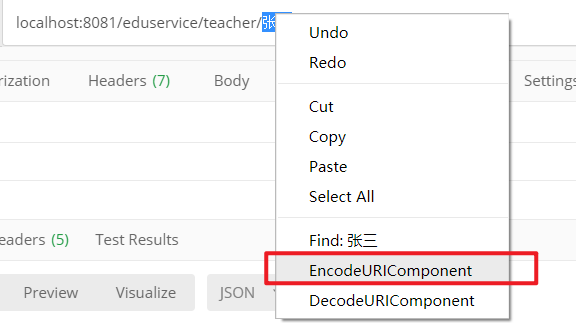 localhost:8081/eduservice/teacher/张
Undo
rization Headers (7) Body Settings
Redo
Cut
Copy
Paste
Select All
eaders (5) Test Results
Find: 张三
EncodeURIComponent
Preview Visualize JSON
DecodeURIComponent